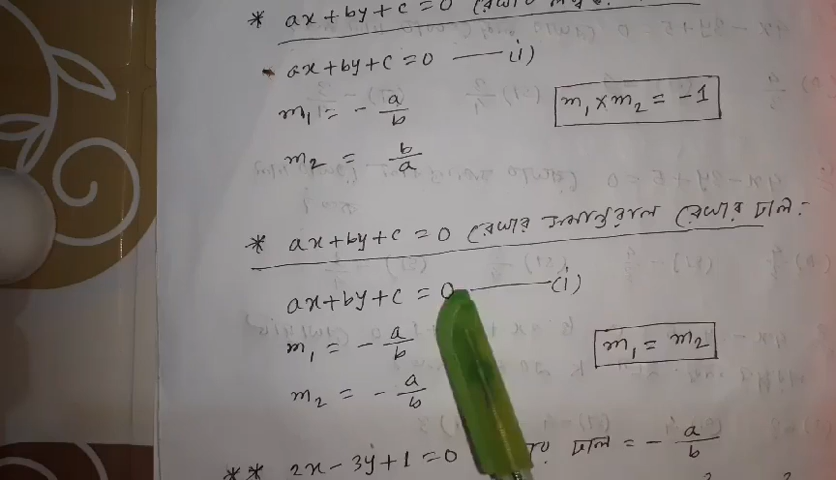 * ax + by + c = 0 রেখার
ax + by + c = 0 —— (i)
m₁ = - a/b
m₁ × m₂ = -1
m₂ = b/a
* ax + by + c = 0 রেখার সমান্তরাল রেখার ঢাল:
ax + by + c = 0 —— (i)
m₁ = - a/b
m₁ = m₂
m₂ = - a/b
** 2x - 3y + 1 = 0 ঢাল = - a/b